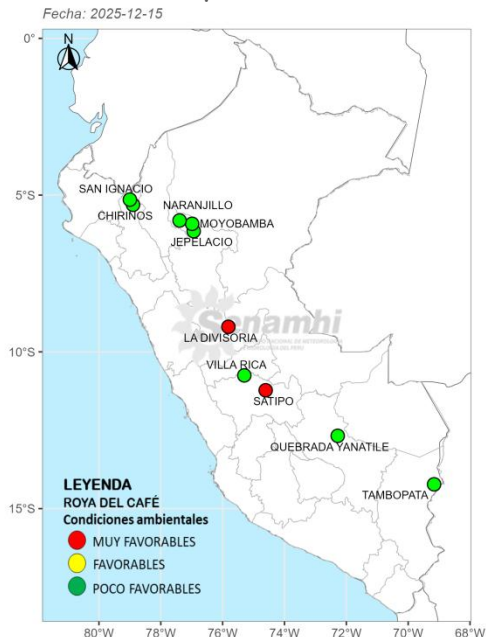 Fecha: 2025-12-15
N
0°
5°S
10°S
15°S
SAN IGNACIO
CHIRINOS
NARANJILLO
MOYOBAMBA
JEPELACIO
Senamhi
LA DIVISORIA
VILLA RICA
SATIPO
QUEBRADA YANATILE
TAMBOPATA
LEYENDA
ROYA DEL CAFÉ
Condiciones ambientales
MUY FAVORABLES
FAVORABLES
POCO FAVORABLES
80°W 78°W 76°W 74°W 72°W 70°W 68°W